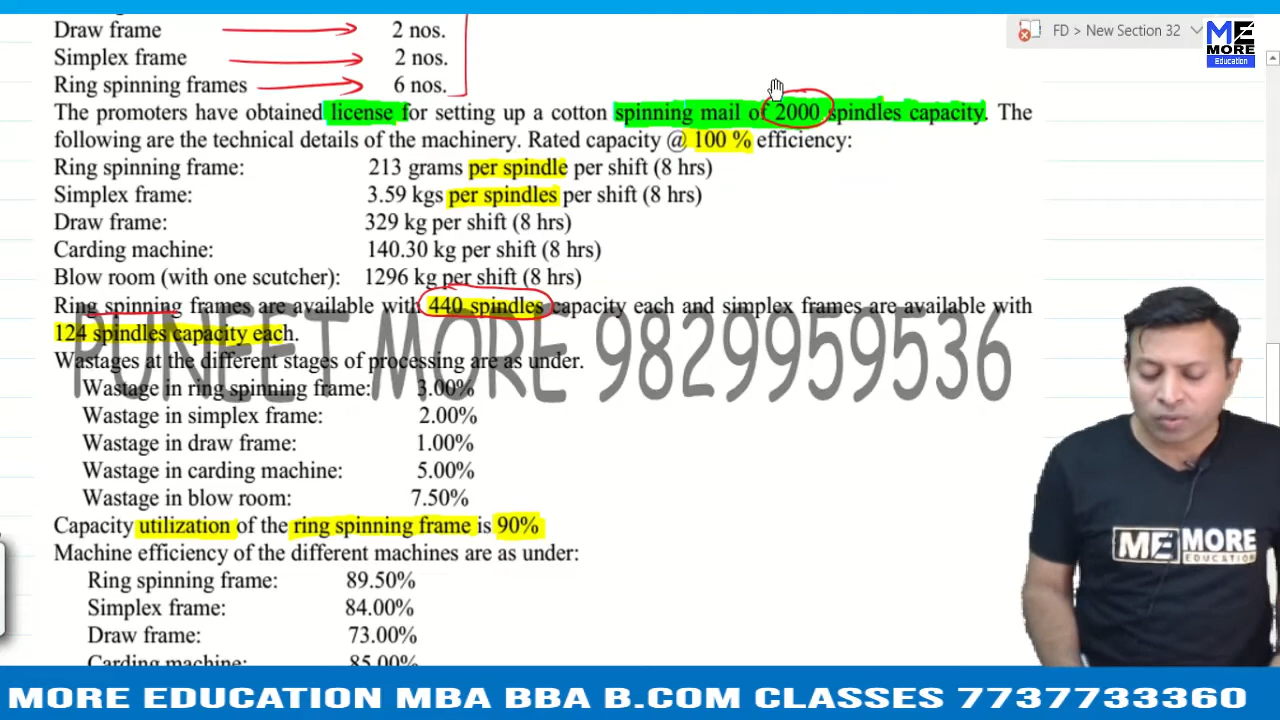 Draw frame 2 nos.
Simplex frame 2 nos.
Ring spinning frames 6 nos.
FD > New Section 32
ME
MORE
Education
The promoters have obtained license for setting up a cotton spinning mail of 2000 spindles capacity. The
following are the technical details of the machinery. Rated capacity @ 100 % efficiency:
Ring spinning frame: 213 grams per spindle per shift (8 hrs)
Simplex frame: 3.59 kgs per spindles per shift (8 hrs)
Draw frame: 329 kg per shift (8 hrs)
Carding machine: 140.30 kg per shift (8 hrs)
Blow room (with one scutcher): 1296 kg per shift (8 hrs)
Ring spinning frames are available with 440 spindles capacity each and simplex frames are available with
124 spindles capacity each.
PUNEET MORE 9829959536
Wastages at the different stages of processing are as under.
Wastage in ring spinning frame: 3.00%
Wastage in simplex frame: 2.00%
Wastage in draw frame: 1.00%
Wastage in carding machine: 5.00%
Wastage in blow room: 7.50%
Capacity utilization of the ring spinning frame is 90%
Machine efficiency of the different machines are as under:
Ring spinning frame: 89.50%
Simplex frame: 84.00%
Draw frame: 73.00%
Carding machine: 85.00%
ME MORE
EDUCATION
MORE EDUCATION MBA BBA B.COM CLASSES 7737733360